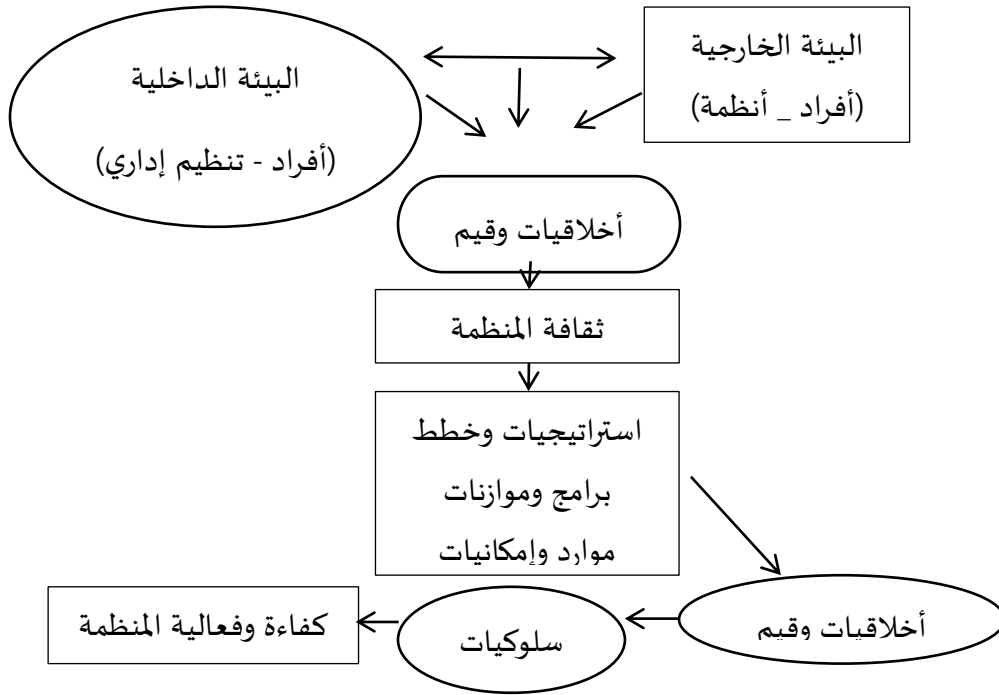 البيئة الخارجية
(أفراد _ أنظمة)
البيئة الداخلية
(أفراد - تنظيم إداري)
أخلاقيات وقيم
ثقافة المنظمة
استراتيجيات وخطط
برامج وموازنات
موارد وإمكانيات
أخلاقيات وقيم
سلوكيات
كفاءة وفعالية المنظمة